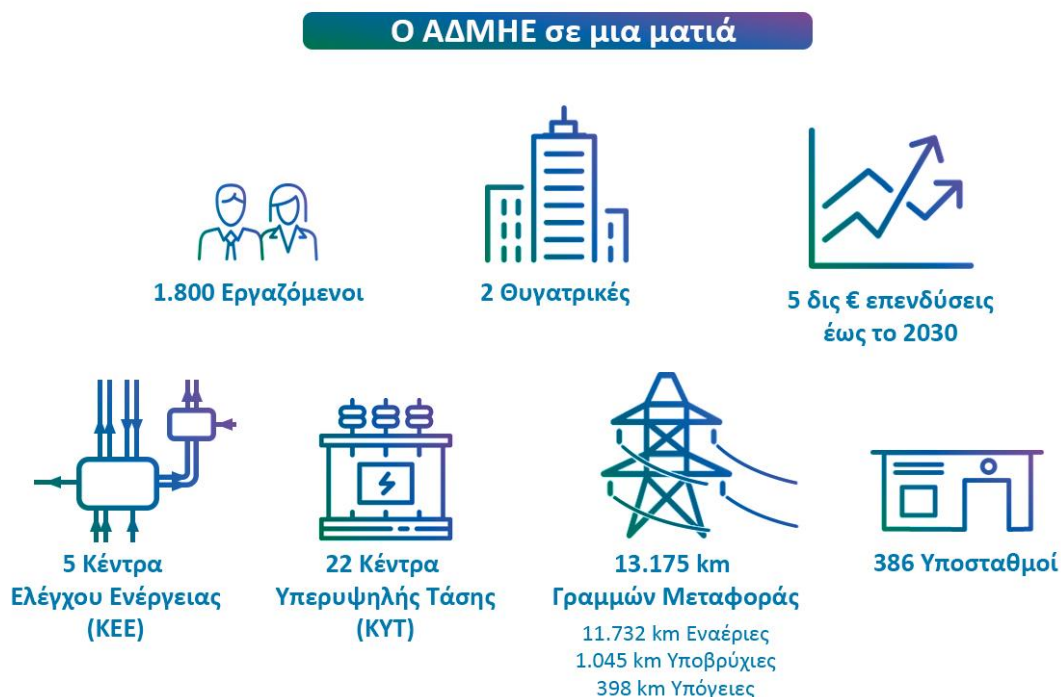 Ο ΑΔΜΗΕ σε μια ματιά
1.800 Εργαζόμενοι
2 Θυγατρικές
5 δις € επενδύσεις
έως το 2030
5 Κέντρα
Ελέγχου Ενέργειας
(ΚΕΕ)
22 Κέντρα
Υπερυψηλής Τάσης
(ΚΥΤ)
13.175 km
Γραμμών Μεταφοράς
11.732 km Εναέριες
1.045 km Υποβρύχιες
398 km Υπόγειες
386 Υποσταθμοί